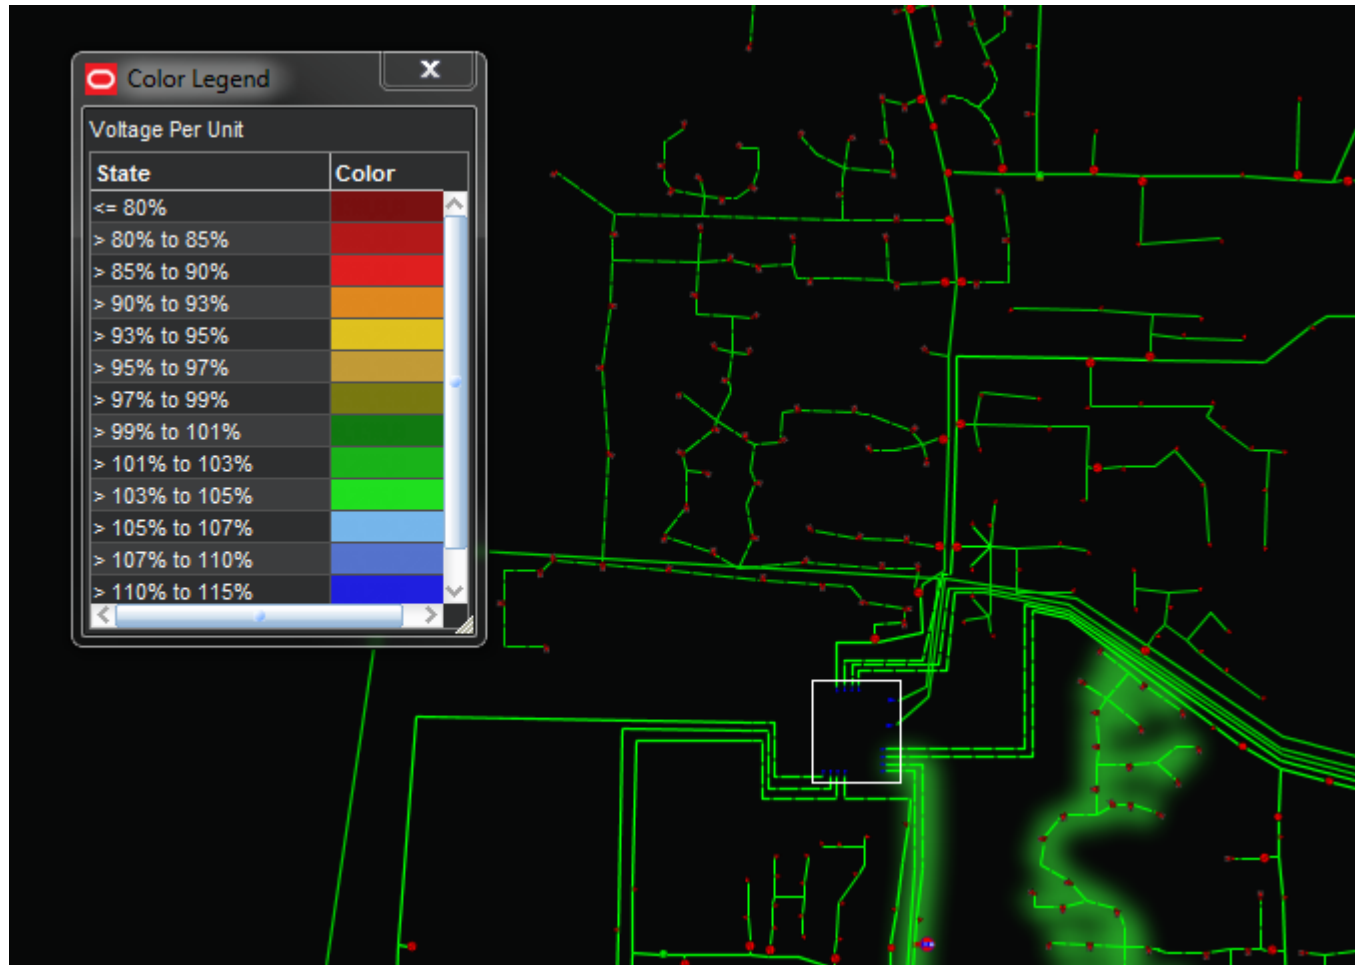 Color Legend
X
Voltage Per Unit
State Color
<= 80%
> 80% to 85%
> 85% to 90%
> 90% to 93%
> 93% to 95%
> 95% to 97%
> 97% to 99%
> 99% to 101%
> 101% to 103%
> 103% to 105%
> 105% to 107%
> 107% to 110%
> 110% to 115%